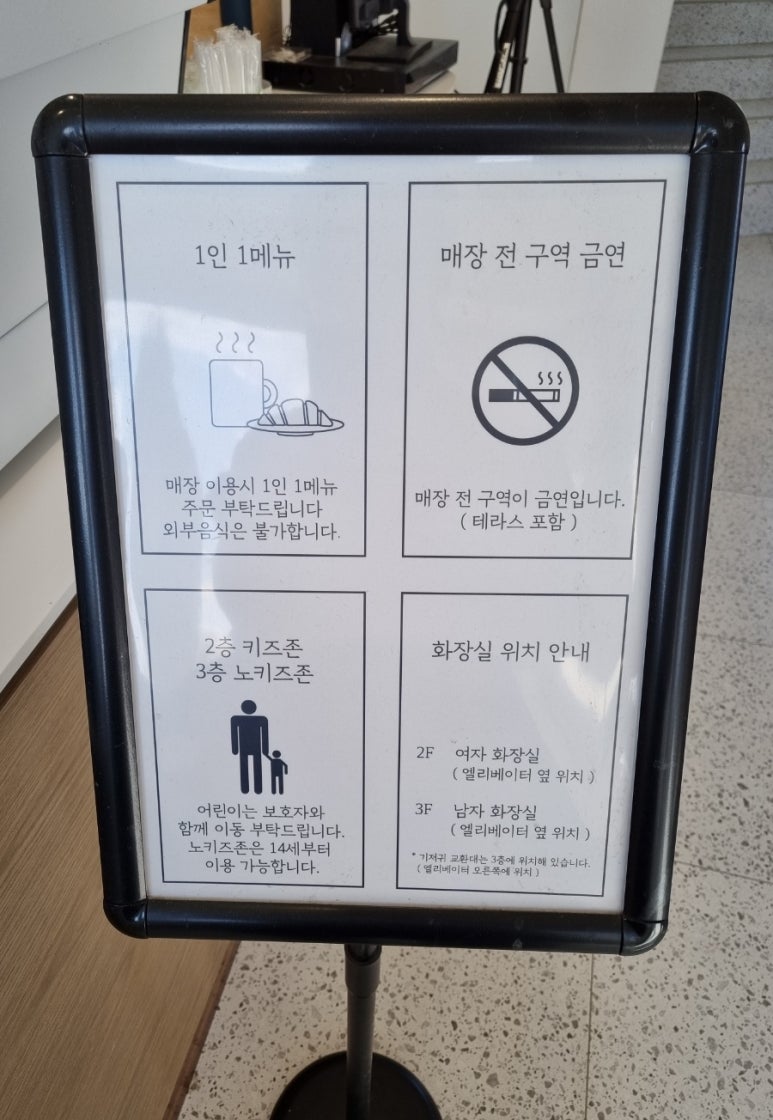 1인 1메뉴
매장 이용시 1인 1메뉴
주문 부탁드립니다
외부음식은 불가합니다.
매장 전 구역 금연
매장 전 구역이 금연입니다.
( 테라스 포함 )
2층 키즈존
3층 노키즈존
어린이는 보호자와
함께 이동 부탁드립니다.
노키즈존은 14세부터
이용 가능합니다.
화장실 위치 안내
2F 여자 화장실
( 엘리베이터 옆 위치 )
3F 남자 화장실
( 엘리베이터 옆 위치 )
* 기저귀 교환대는 3층에 위치해 있습니다.
( 엘리베이터 오른쪽에 위치 )